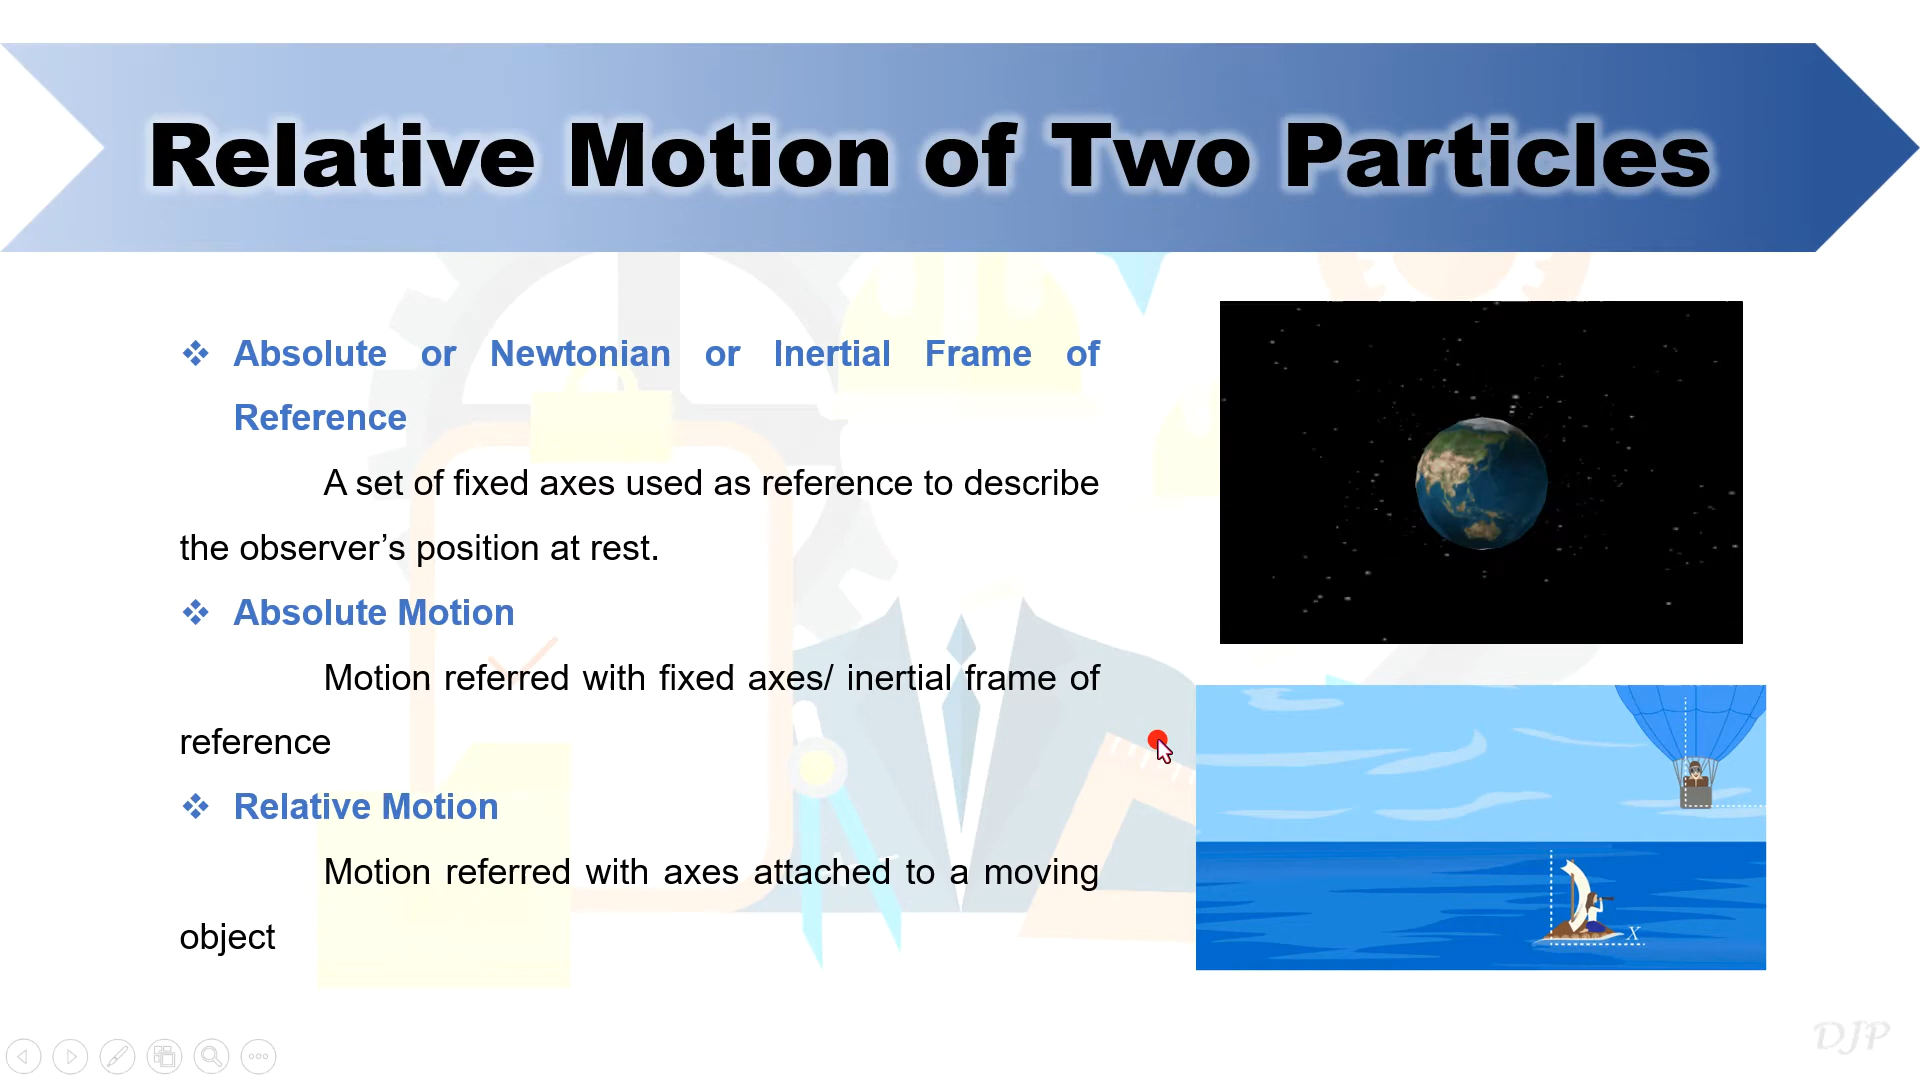 Relative Motion of Two Particles
Absolute or Newtonian or Inertial Frame of
Reference
A set of fixed axes used as reference to describe
the observer’s position at rest.
Absolute Motion
Motion referred with fixed axes/ inertial frame of
reference
Relative Motion
Motion referred with axes attached to a moving
object
X
DJP